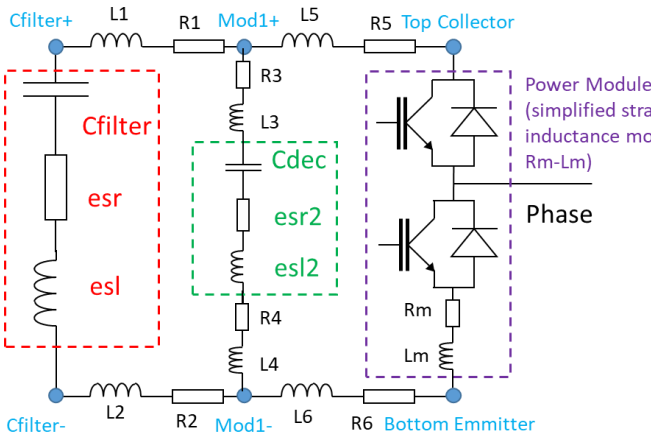 Cfilter+
L1
R1
Mod1+
L5
R5
Top Collector
R3
L3
Cfilter
esr
esl
Cdec
esr2
esl2
Power Module
(simplified stra
inductance mo
Rm-Lm)
Phase
R4
L4
Rm
Lm
Cfilter-
L2
R2
Mod1-
L6
R6
Bottom Emmitter